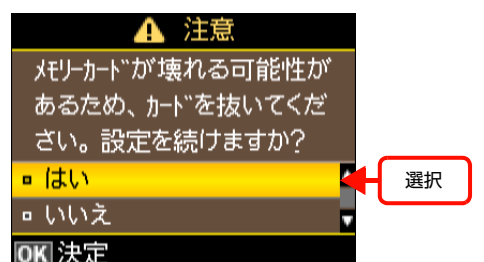 注意
ﾒﾓﾘｰｶｰﾄﾞが壊れる可能性が
あるため、ｶｰﾄﾞを抜いてくだ
さい。設定を続けますか?
はい
選択
いいえ
OK 決定